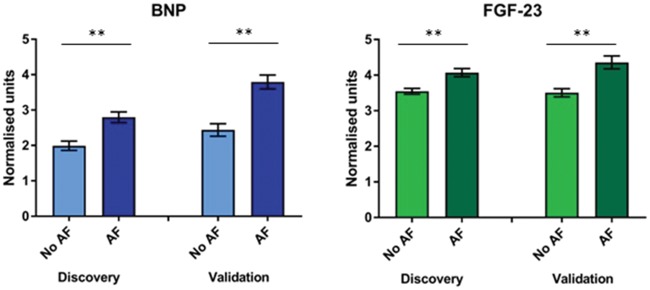 BNP
Normalised units
5
4
3
2
1
0
**
**
No AF
AF
No AF
AF
Discovery
Validation
FGF-23
Normalised units
5
4
3
2
1
0
**
**
No AF
AF
No AF
AF
Discovery
Validation